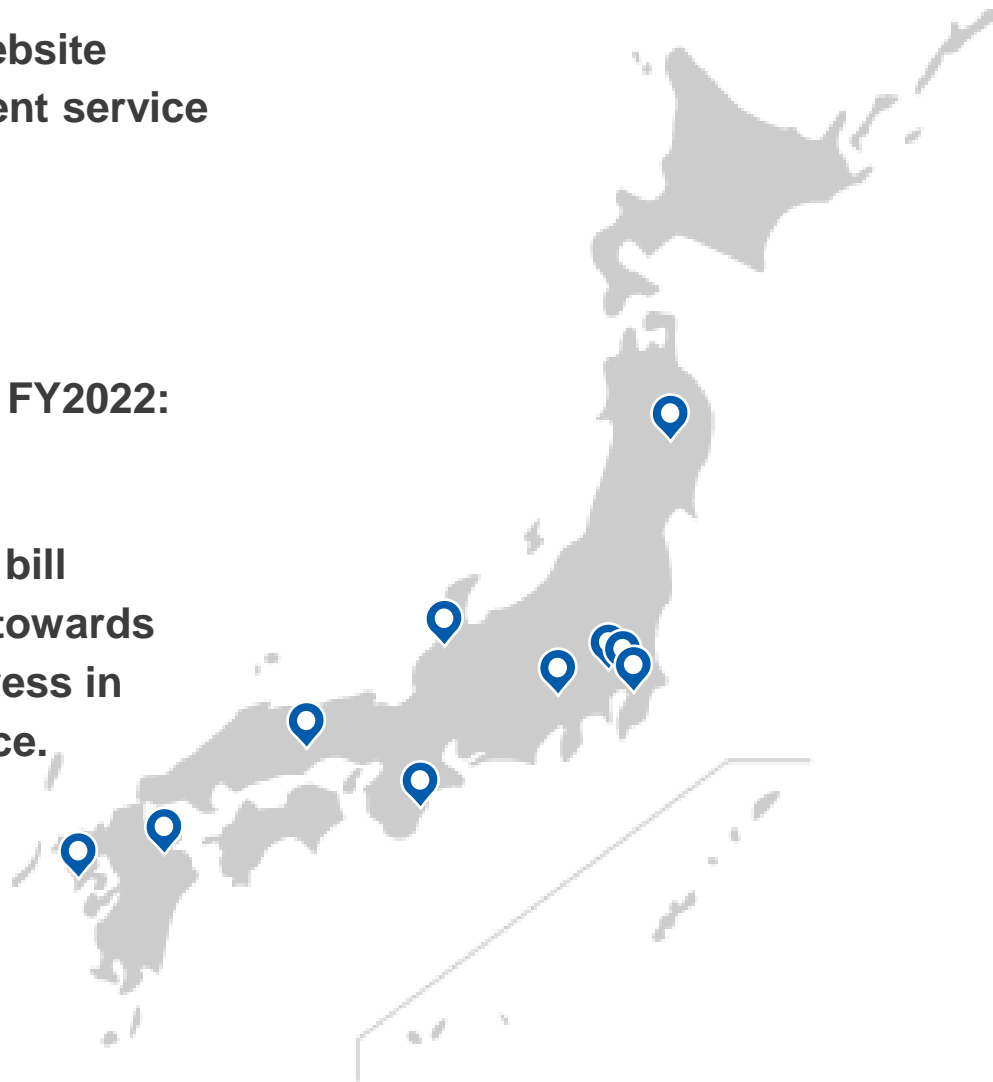 ebsite
ent service
FY2022:
bill
towards
ess in
ce.